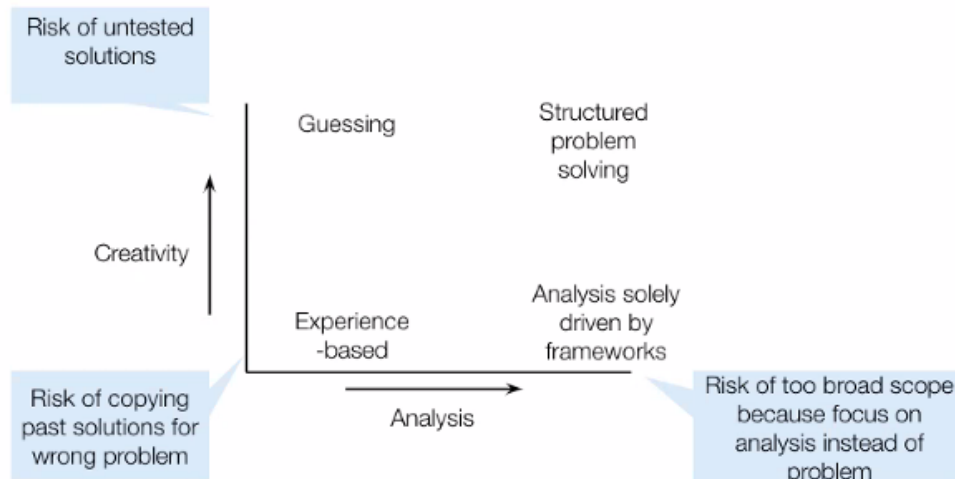 Risk of untested
solutions
Guessing
Structured
problem
solving
Creativity
Experience
-based
Analysis solely
driven by
frameworks
Risk of copying
past solutions for
wrong problem
Analysis
Risk of too broad scope
because focus on
analysis instead of
problem